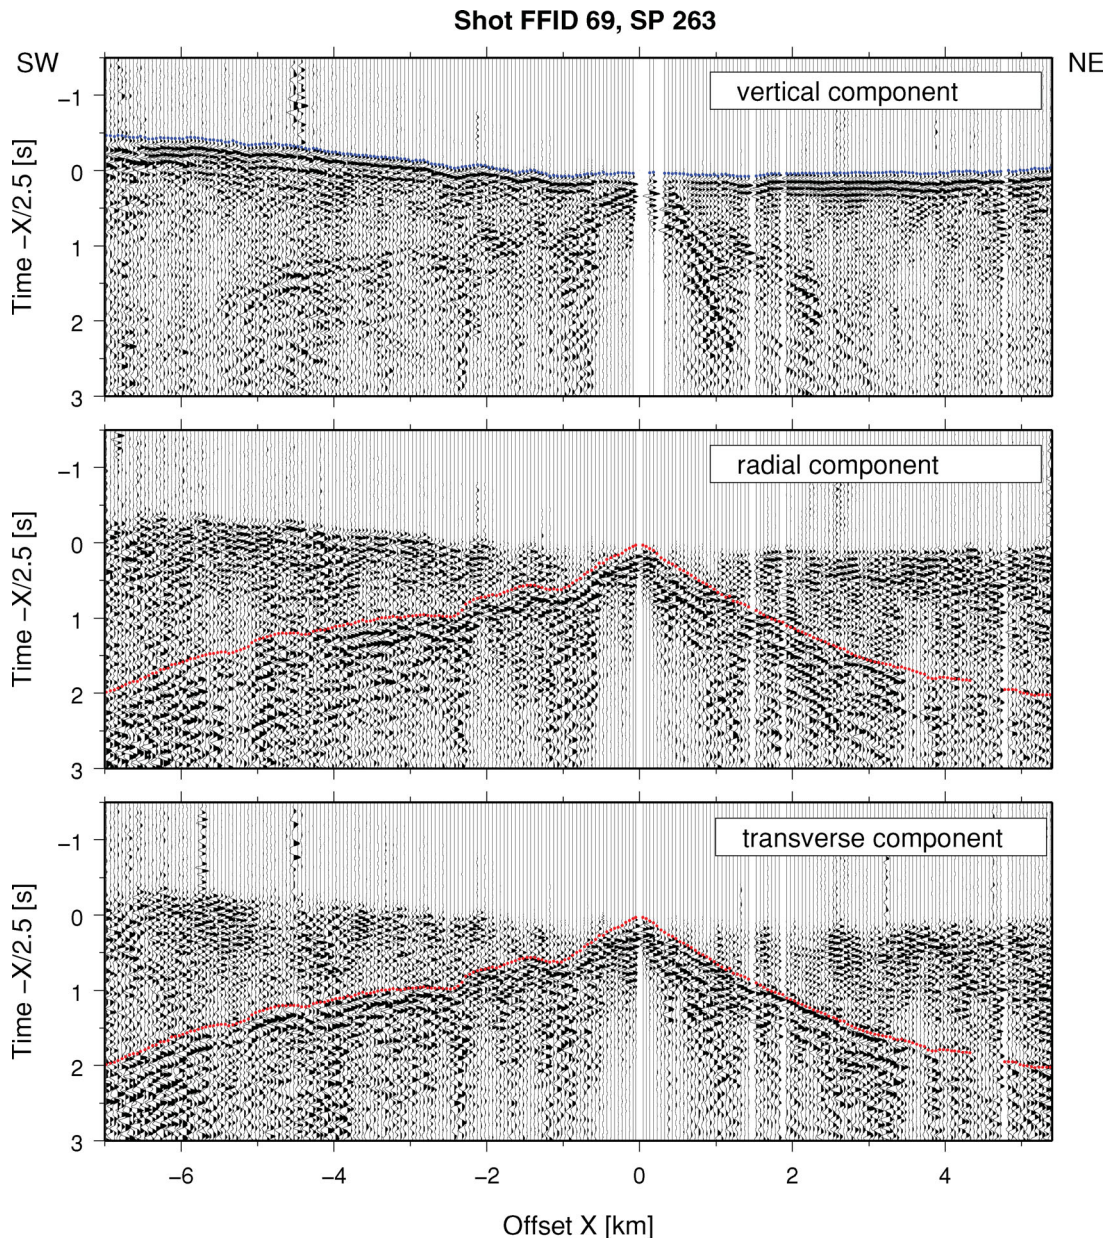 Shot FFID 69, SP 263
SW
NE
vertical component
Time −X/2.5 [s]
−1
0
1
2
3
radial component
Time −X/2.5 [s]
−1
0
1
2
3
transverse component
Time −X/2.5 [s]
−1
0
1
2
3
−6 −4 −2 0 2 4
Offset X [km]